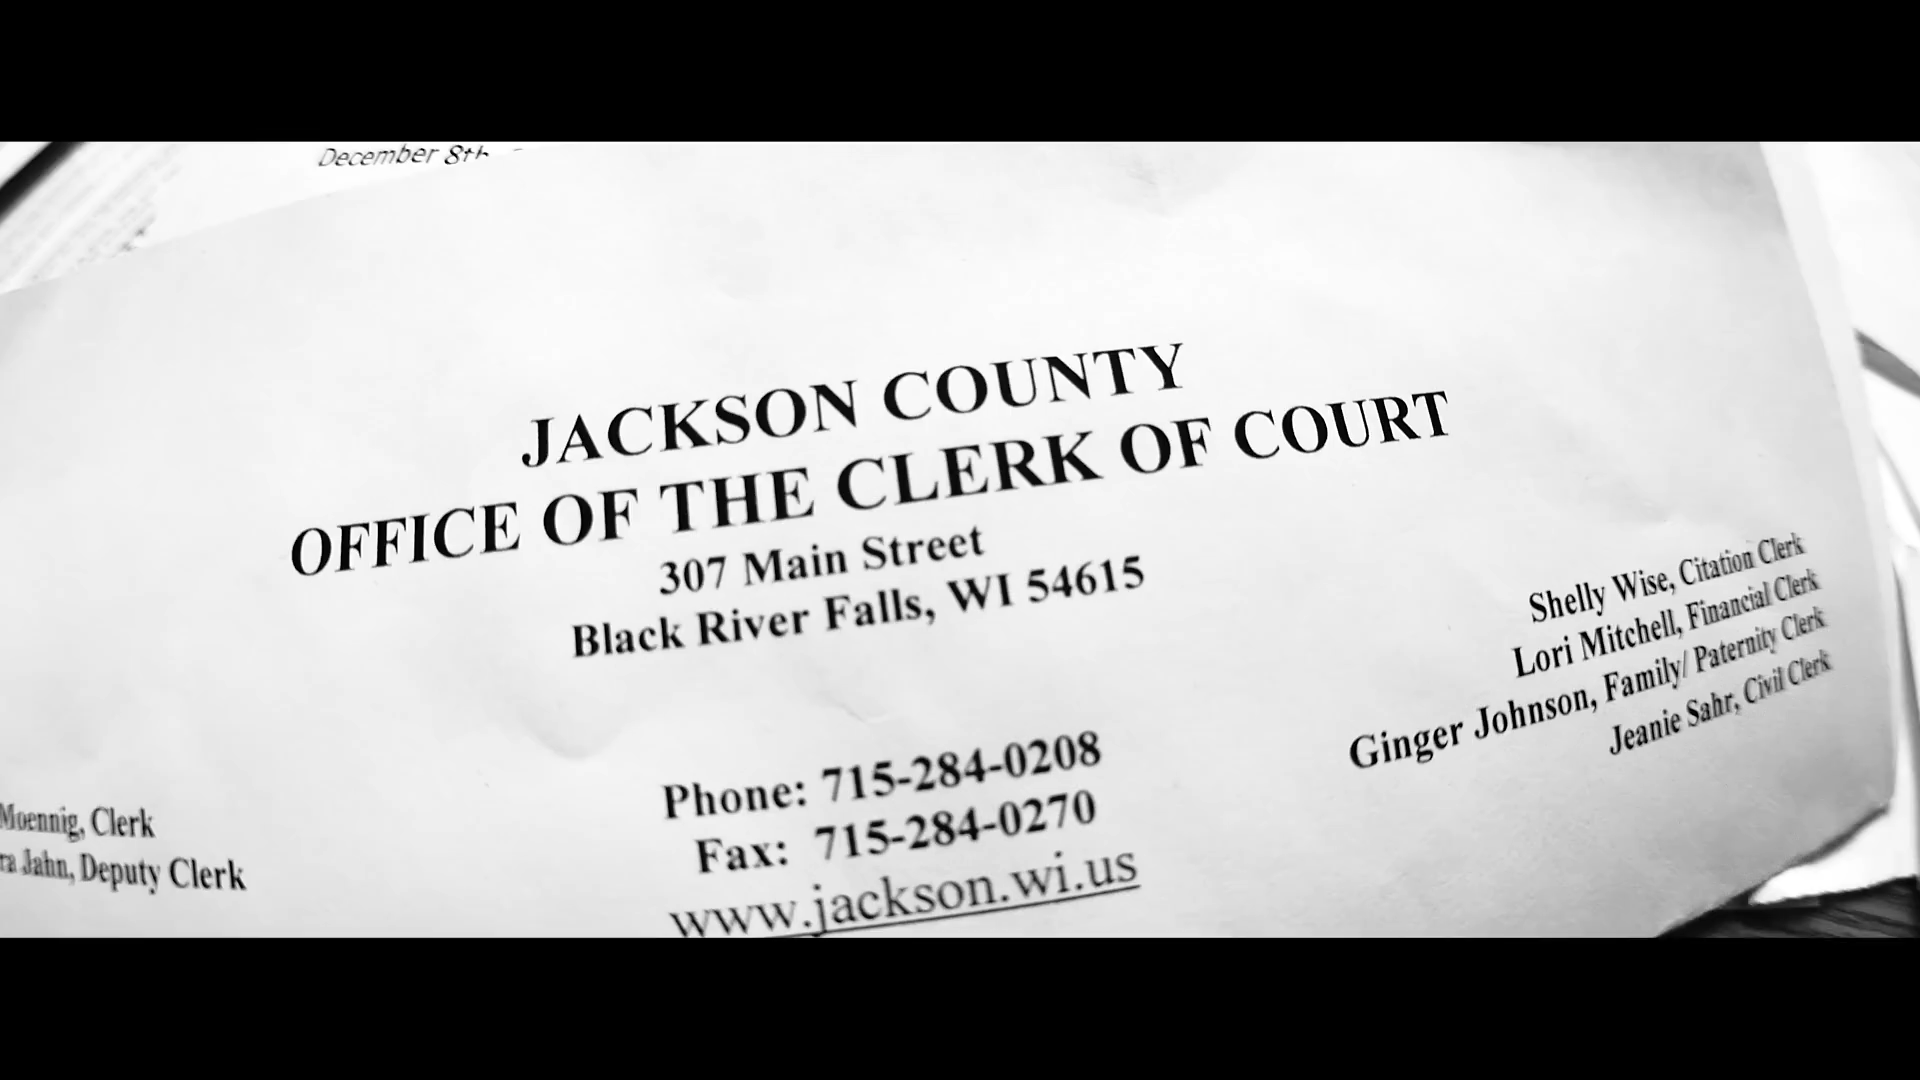 December 8th
JACKSON COUNTY
OFFICE OF THE CLERK OF COURT
307 Main Street
Black River Falls, WI 54615
Shelly Wise, Citation Clerk
Lori Mitchell, Financial Clerk
Ginger Johnson, Family/ Paternity Clerk
Jeanie Sahr, Civil Clerk
Phone: 715-284-0208
Fax: 715-284-0270
www.jackson.wi.us
Moennig, Clerk
ra Jahn, Deputy Clerk